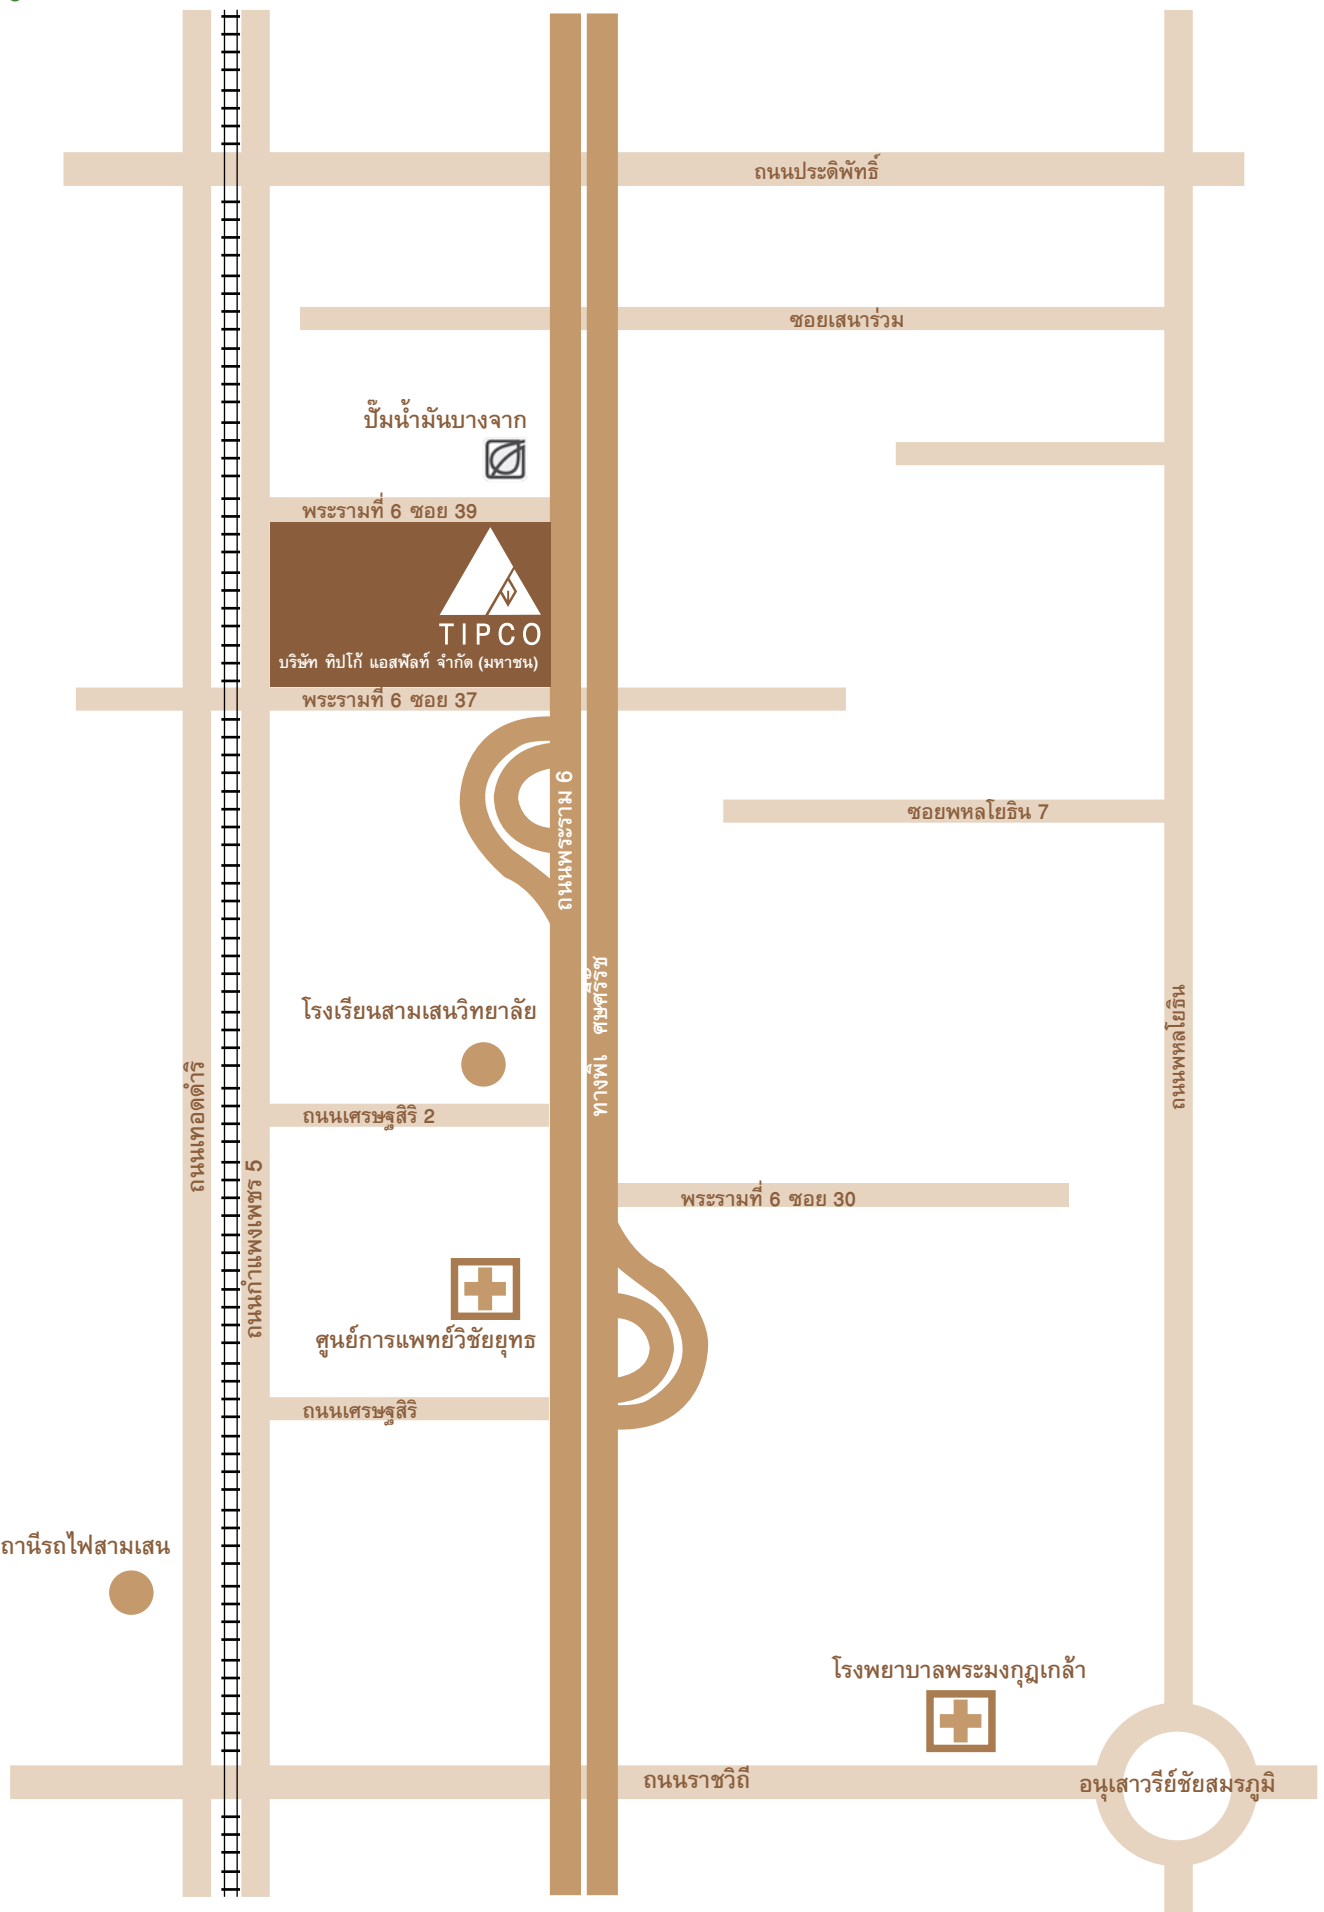 ถนนประดิพัทธิ์
ซอยเสนาร่วม
ปั๊มน้ำมันบางจาก
พระรามที่ 6 ซอย 39
TIPCO
บริษัท ทิปโก้ แอสฟัลท์ จำกัด (มหาชน)
พระรามที่ 6 ซอย 37
ถนนพระราม 6
ซอยพหลโยธิน 7
โรงเรียนสามเสนวิทยาลัย
ถนนพหลโยธิน
ถนนเทอดดำริ
ถนนเศรษฐสิริ 2
ถนนกำแพงเพชร 5
พระรามที่ 6 ซอย 30
ศูนย์การแพทย์วิชัยยุทธ
ถนนเศรษฐสิริ
ถานีรถไฟสามเสน
โรงพยาบาลพระมงกุฎเกล้า
ถนนราชวิถี
อนุเสาวรีย์ชัยสมรภูมิ